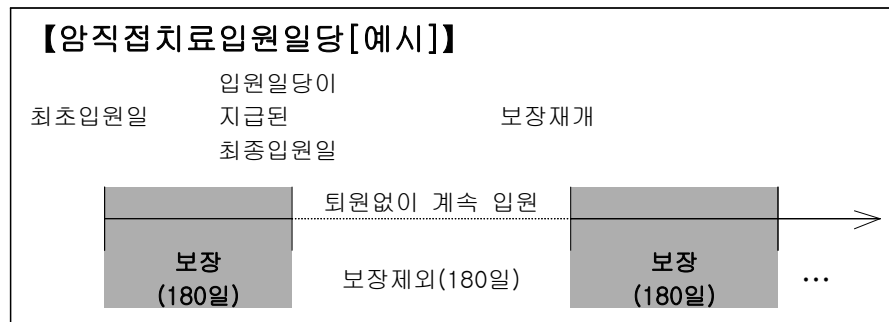 【암직접치료입원일당[예시]】
입원일당이
최초입원일 지급된 보장재개
최종입원일
퇴원없이 계속 입원
보장 보장제외(180일) 보장 …
(180일) (180일)